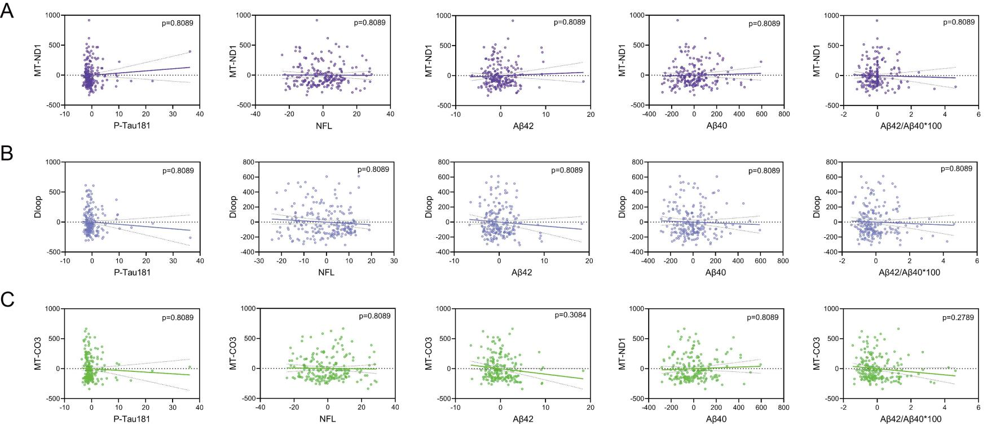 A
MT-ND1
1000
500
0
-500
-10 0 10 20 30 40
P-Tau181
p=0.8089
MT-ND1
1000
500
0
-500
-40 -20 0 20 40
NFL
p=0.8089
MT-ND1
1000
500
0
-500
-10 0 10 20
Aβ42
p=0.8089
MT-ND1
1000
500
0
-500
-400 -200 0 200 400 600 800
Aβ40
p=0.8089
MT-ND1
1000
500
0
-500
-2 0 2 4 6
Aβ42/Aβ40*100
p=0.8089
B
Dloop
1000
500
0
-500
-10 0 10 20 30 40
P-Tau181
p=0.8089
Dloop
800
600
400
200
0
-200
-400
-30 -20 -10 0 10 20 30
NFL
p=0.8089
Dloop
800
600
400
200
0
-200
-400
-10 0 10 20
Aβ42
p=0.8089
Dloop
800
600
400
200
0
-200
-400
-400 -200 0 200 400 600 800
Aβ40
p=0.8089
Dloop
800
600
400
200
0
-200
-400
-2 0 2 4 6
Aβ42/Aβ40*100
p=0.8089
C
MT-CO3
1000
500
0
-500
-10 0 10 20 30 40
P-Tau181
p=0.8089
MT-CO3
1000
500
0
-500
-40 -20 0 20 40
NFL
p=0.8089
MT-CO3
1000
500
0
-500
-10 0 10 20
Aβ42
p=0.3084
MT-ND1
1000
500
0
-500
-400 -200 0 200 400 600 800
Aβ40
p=0.8089
MT-CO3
1000
500
0
-500
-2 0 2 4 6
Aβ42/Aβ40*100
p=0.2789